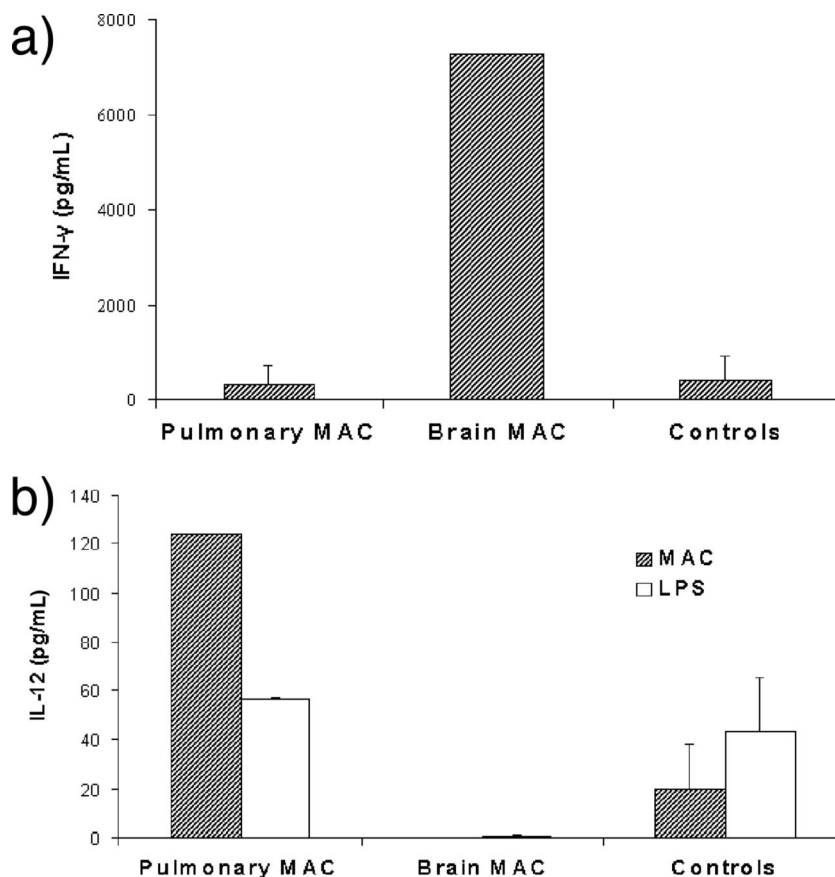 a)
8000
6000
4000
2000
0
IFN-γ (pg/mL)
Pulmonary MAC Brain MAC Controls
b)
140
120
100
80
60
40
20
0
IL-12 (pg/mL)
MAC
LPS
Pulmonary MAC Brain MAC Controls